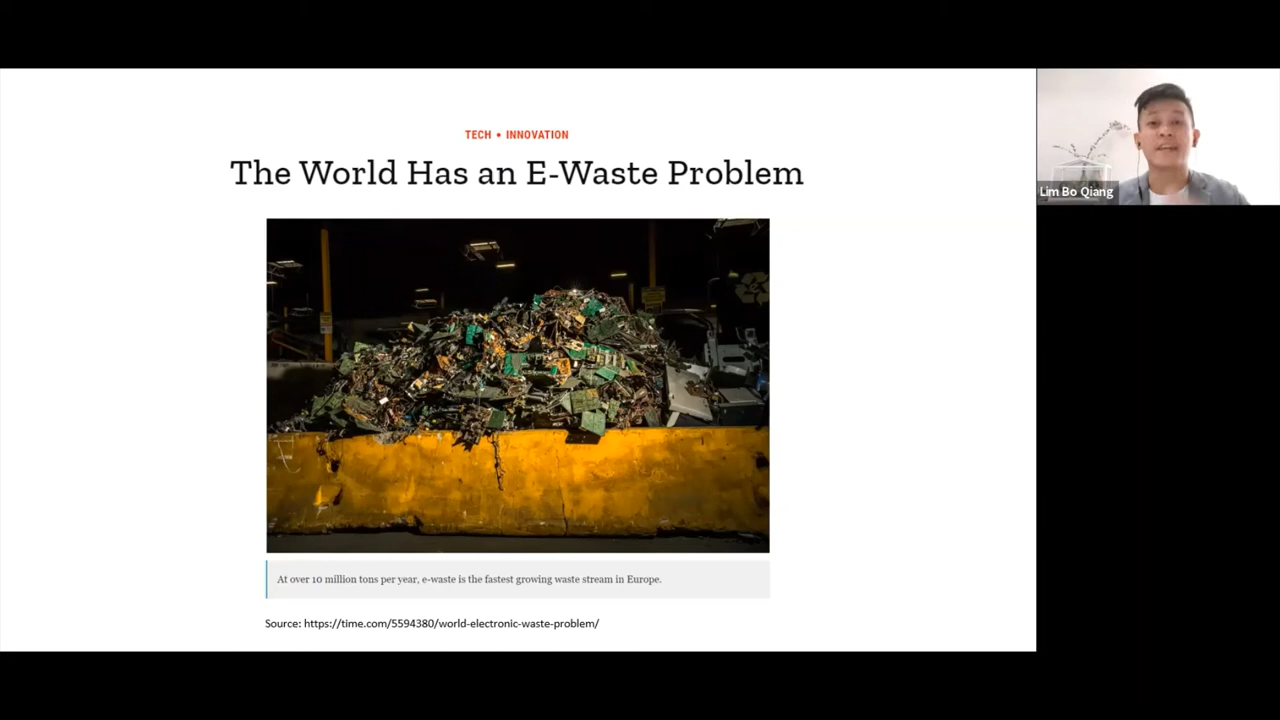 TECH • INNOVATION
The World Has an E-Waste Problem
At over 10 million tons per year, e-waste is the fastest growing waste stream in Europe.
Source: https://time.com/5594380/world-electronic-waste-problem/
Lim Bo Qiang